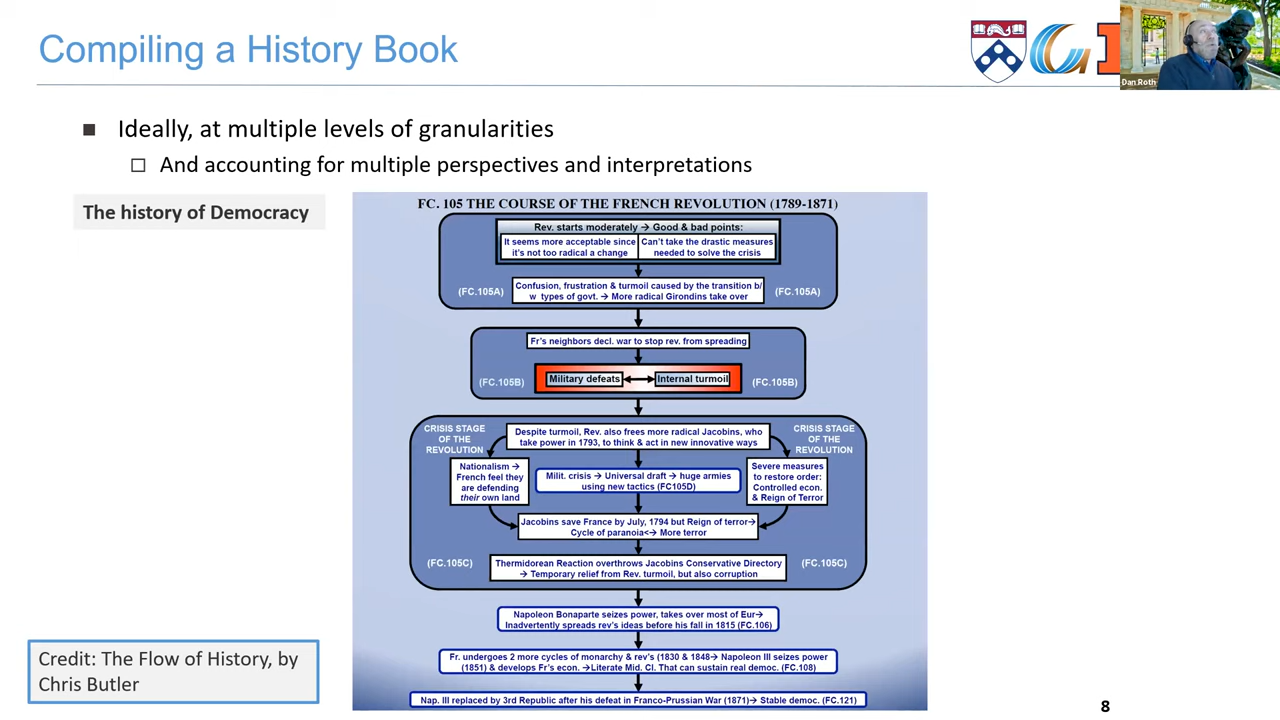 Compiling a History Book
Dan Roth
■ Ideally, at multiple levels of granularities
□ And accounting for multiple perspectives and interpretations
The history of Democracy
FC. 105 THE COURSE OF THE FRENCH REVOLUTION (1789-1871)
Rev. starts moderately → Good & bad points:
It seems more acceptable since
it's not too radical a change
Can't take the drastic measures
needed to solve the crisis
(FC.105A)
Confusion, frustration & turmoil caused by the transition b/
w types of govt. → More radical Girondins take over
(FC.105A)
Fr's neighbors decl. war to stop rev. from spreading
(FC.105B)
Military defeats
Internal turmoil
(FC.105B)
CRISIS STAGE
OF THE
REVOLUTION
Despite turmoil, Rev. also frees more radical Jacobins, who
take power in 1793, to think & act in new innovative ways
CRISIS STAGE
OF THE
REVOLUTION
Nationalism →
French feel they
are defending
their own land
Milit. crisis → Universal draft → huge armies
using new tactics (FC105D)
Severe measures
to restore order:
Controlled econ.
& Reign of Terror
Jacobins save France by July, 1794 but Reign of terror→
Cycle of paranoia<→ More terror
(FC.105C)
Thermidorean Reaction overthrows Jacobins Conservative Directory
→ Temporary relief from Rev. turmoil, but also corruption
(FC.105C)
Napoleon Bonaparte seizes power, takes over most of Eur→
Inadvertently spreads rev's ideas before his fall in 1815 (FC.106)
Fr. undergoes 2 more cycles of monarchy & rev's (1830 & 1848→ Napoleon III seizes power
(1851) & develops Fr's econ. →Literate Mid. Cl. That can sustain real democ. (FC.108)
Nap. III replaced by 3rd Republic after his defeat in Franco-Prussian War (1871)→ Stable democ. (FC.121)
Credit: The Flow of History, by
Chris Butler
8